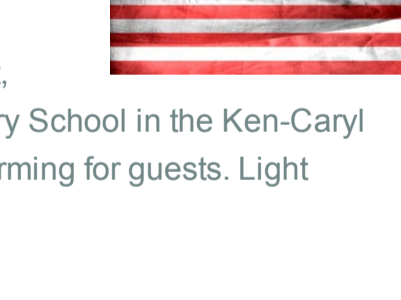 ,
ry School in the Ken-Caryl
rming for guests. Light